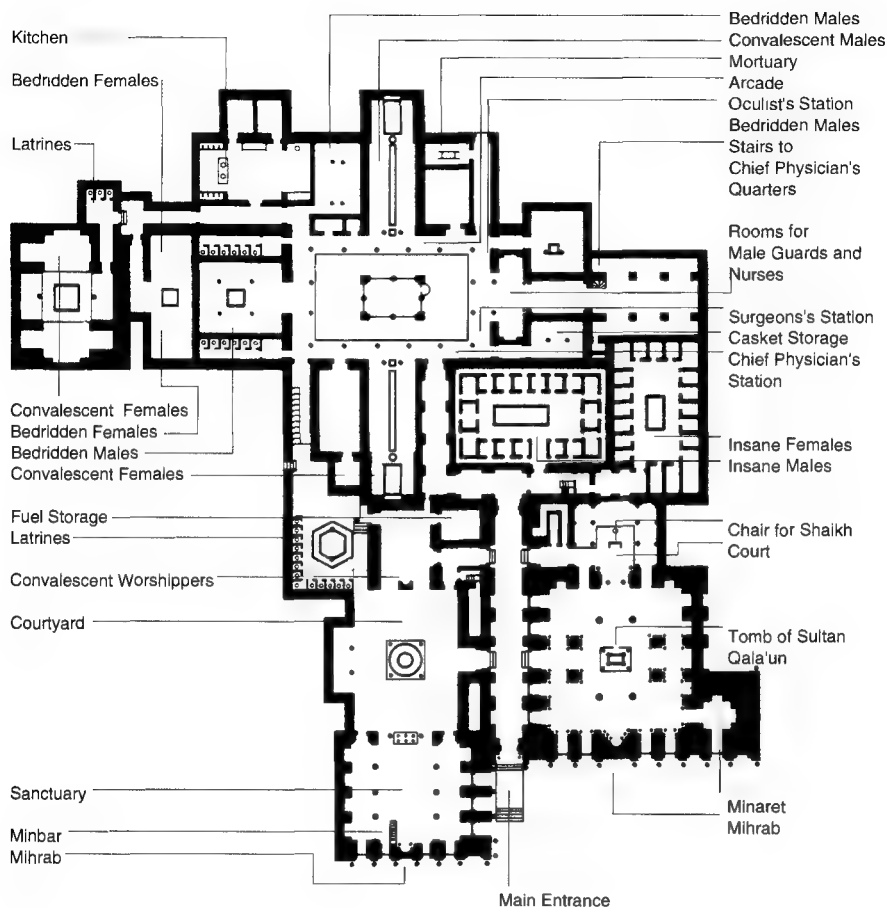 Kitchen
Bedridden Females
Latrines
Convalescent Females
Bedridden Females
Bedridden Males
Convalescent Females
Fuel Storage
Latrines
Convalescent Worshippers
Courtyard
Sanctuary
Minbar
Mihrab
Bedridden Males
Convalescent Males
Mortuary
Arcade
Oculist's Station
Bedridden Males
Stairs to
Chief Physician's
Quarters
Rooms for
Male Guards and
Nurses
Surgeons's Station
Casket Storage
Chief Physician's
Station
Insane Females
Insane Males
Chair for Shaikh
Court
Tomb of Sultan
Qala'un
Minaret
Mihrab
Main Entrance